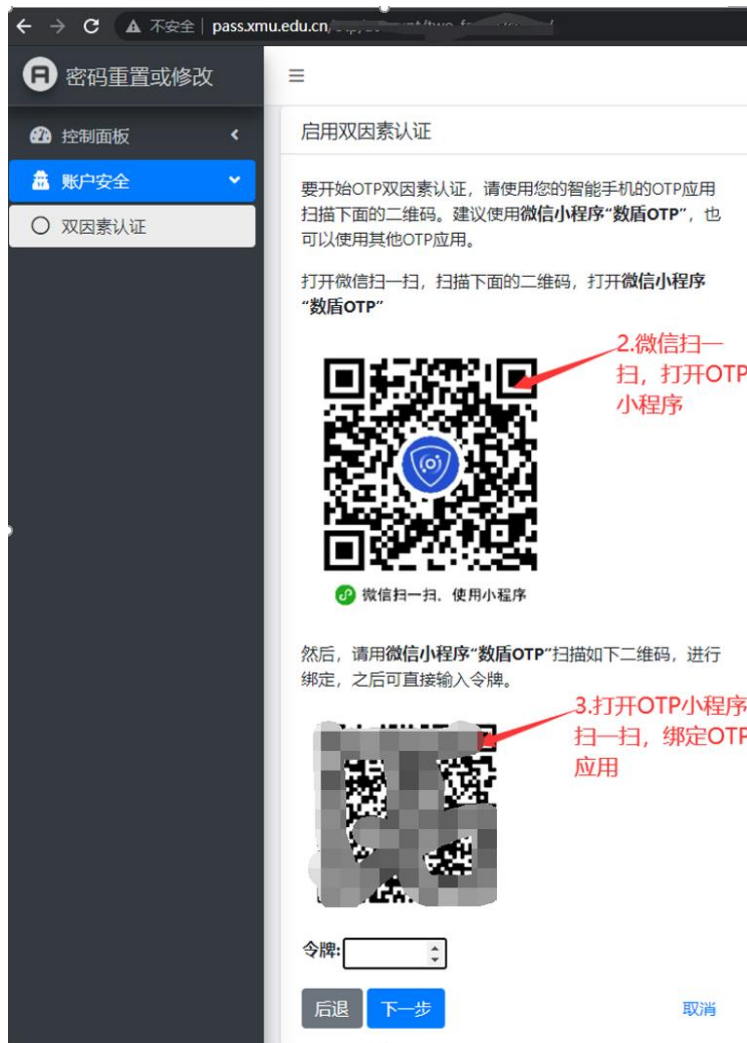 不安全 | pass.xmu.edu.cn
密码重置或修改
控制面板
账户安全
双因素认证
启用双因素认证
要开始OTP双因素认证，请使用您的智能手机的OTP应用
扫描下面的二维码。建议使用微信小程序“数盾OTP”，也
可以使用其他OTP应用。
打开微信扫一扫，扫描下面的二维码，打开微信小程序
“数盾OTP”
2.微信扫一
扫，打开OTP
小程序
微信扫一扫，使用小程序
然后，请用微信小程序“数盾OTP”扫描如下二维码，进行
绑定，之后可直接输入令牌。
3.打开OTP小程序
扫一扫，绑定OTP
应用
令牌:
后退
下一步
取消